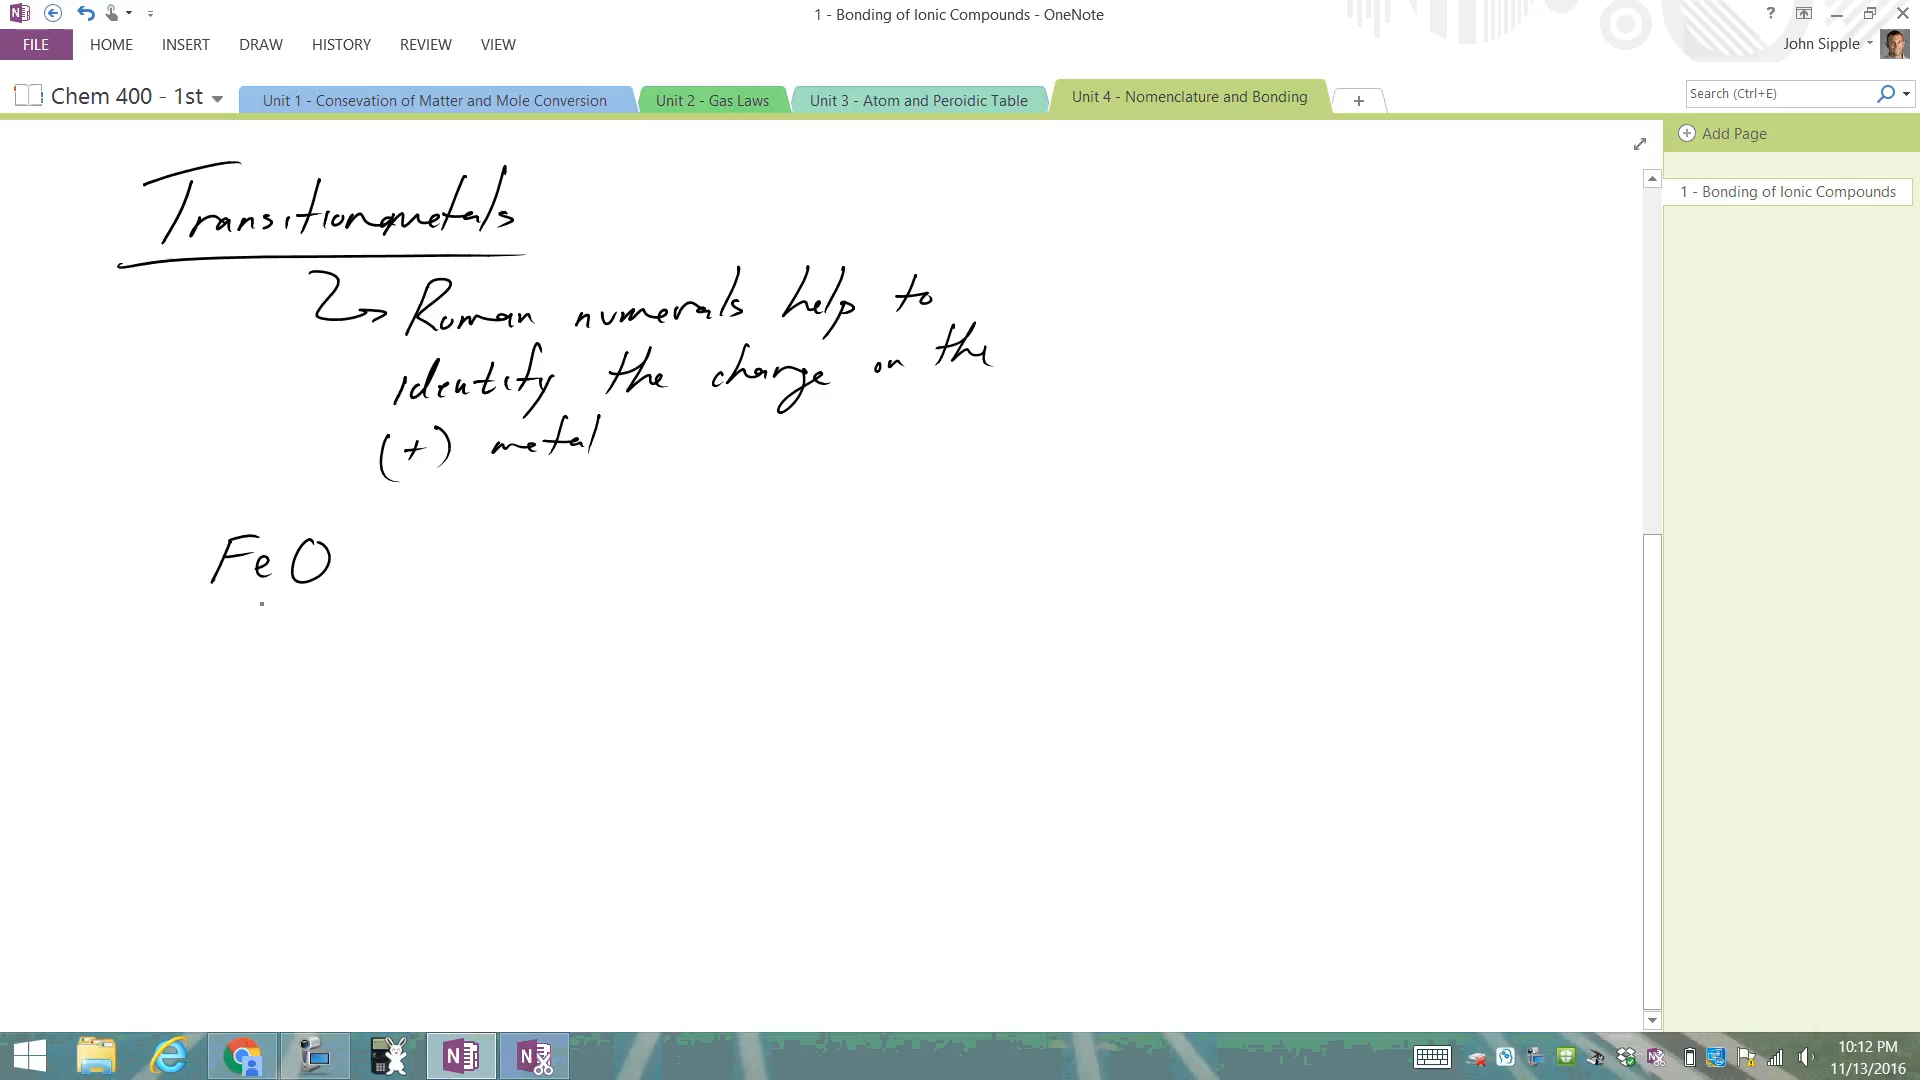 1 - Bonding of Ionic Compounds - OneNote
FILE HOME INSERT DRAW HISTORY REVIEW VIEW
John Sipple
Chem 400 - 1st
Unit 1 - Consevation of Matter and Mole Conversion
Unit 2 - Gas Laws
Unit 3 - Atom and Peroidic Table
Unit 4 - Nomenclature and Bonding
Search (Ctrl+E)
Add Page
1 - Bonding of Ionic Compounds
Transition metals
Roman numerals help to
identify the charge on the
(+) metal
FeO
10:12 PM
11/13/2016